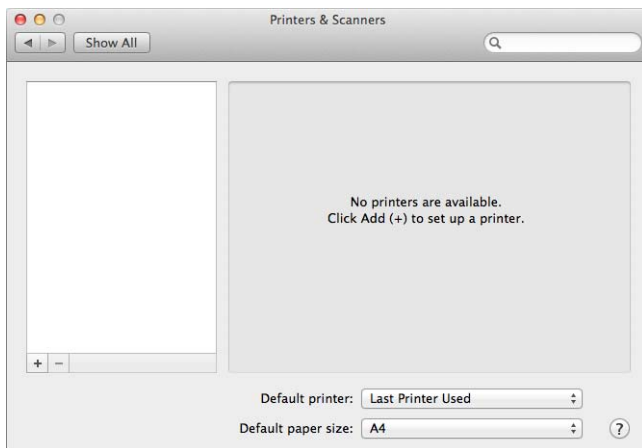 Printers & Scanners
Show All
No printers are available.
Click Add (+) to set up a printer.
+ −
Default printer: Last Printer Used
Default paper size: A4 ?